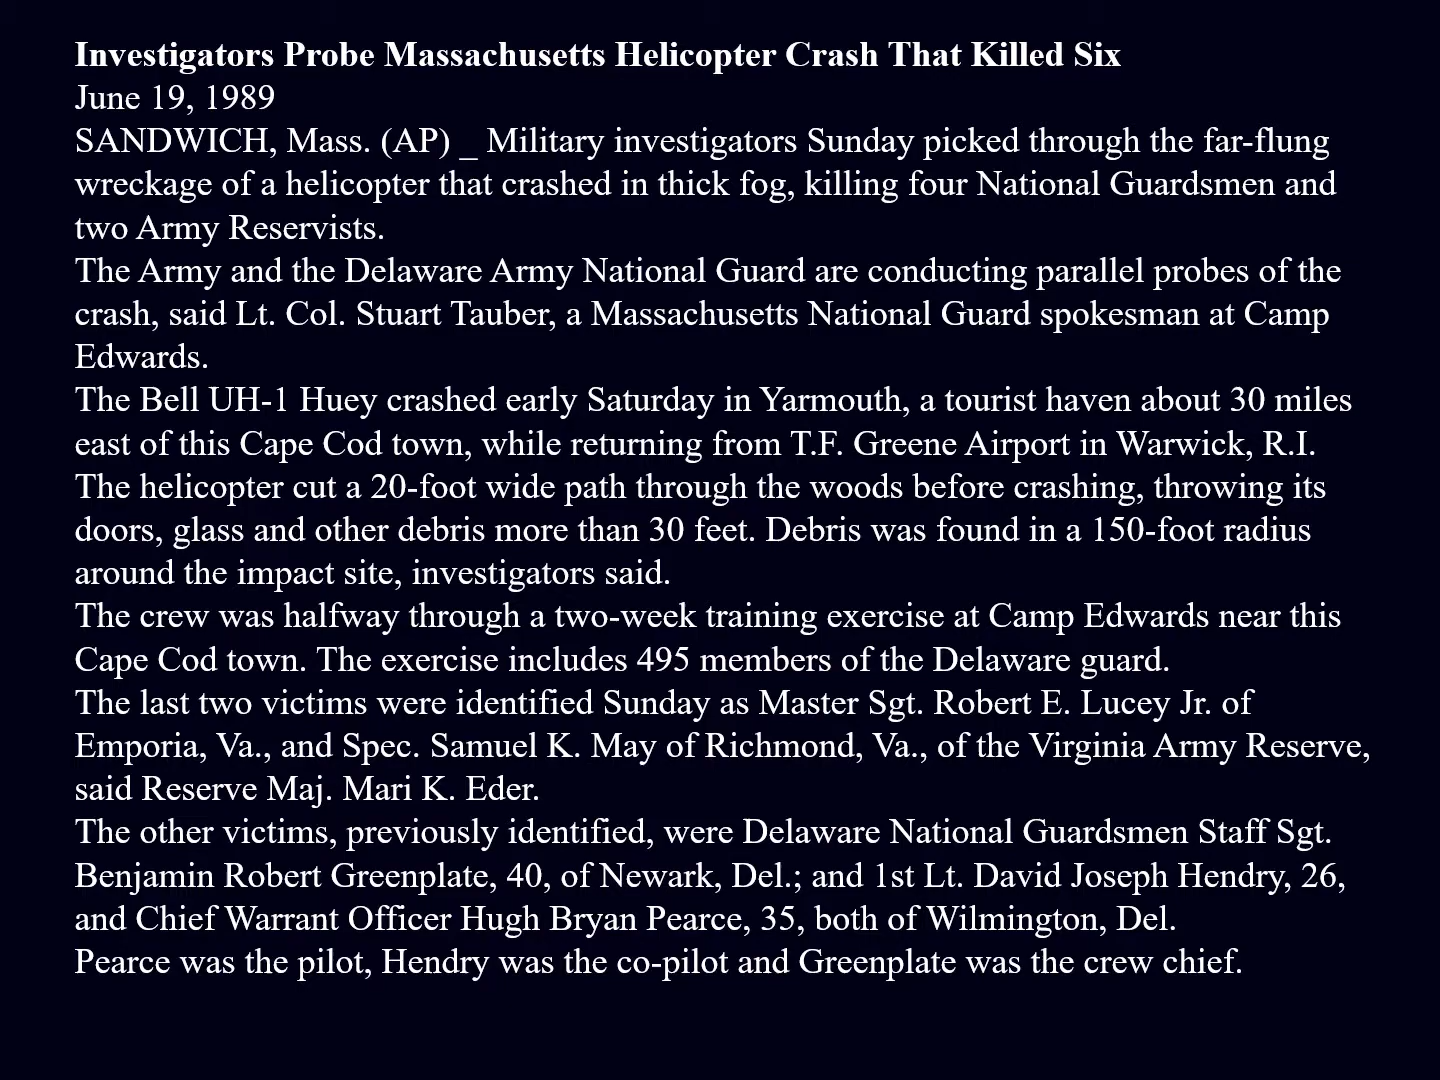 Investigators Probe Massachusetts Helicopter Crash That Killed Six
June 19, 1989
SANDWICH, Mass. (AP) _ Military investigators Sunday picked through the far-flung
wreckage of a helicopter that crashed in thick fog, killing four National Guardsmen and
two Army Reservists.
The Army and the Delaware Army National Guard are conducting parallel probes of the
crash, said Lt. Col. Stuart Tauber, a Massachusetts National Guard spokesman at Camp
Edwards.
The Bell UH-1 Huey crashed early Saturday in Yarmouth, a tourist haven about 30 miles
east of this Cape Cod town, while returning from T.F. Greene Airport in Warwick, R.I.
The helicopter cut a 20-foot wide path through the woods before crashing, throwing its
doors, glass and other debris more than 30 feet. Debris was found in a 150-foot radius
around the impact site, investigators said.
The crew was halfway through a two-week training exercise at Camp Edwards near this
Cape Cod town. The exercise includes 495 members of the Delaware guard.
The last two victims were identified Sunday as Master Sgt. Robert E. Lucey Jr. of
Emporia, Va., and Spec. Samuel K. May of Richmond, Va., of the Virginia Army Reserve,
said Reserve Maj. Mari K. Eder.
The other victims, previously identified, were Delaware National Guardsmen Staff Sgt.
Benjamin Robert Greenplate, 40, of Newark, Del.; and 1st Lt. David Joseph Hendry, 26,
and Chief Warrant Officer Hugh Bryan Pearce, 35, both of Wilmington, Del.
Pearce was the pilot, Hendry was the co-pilot and Greenplate was the crew chief.